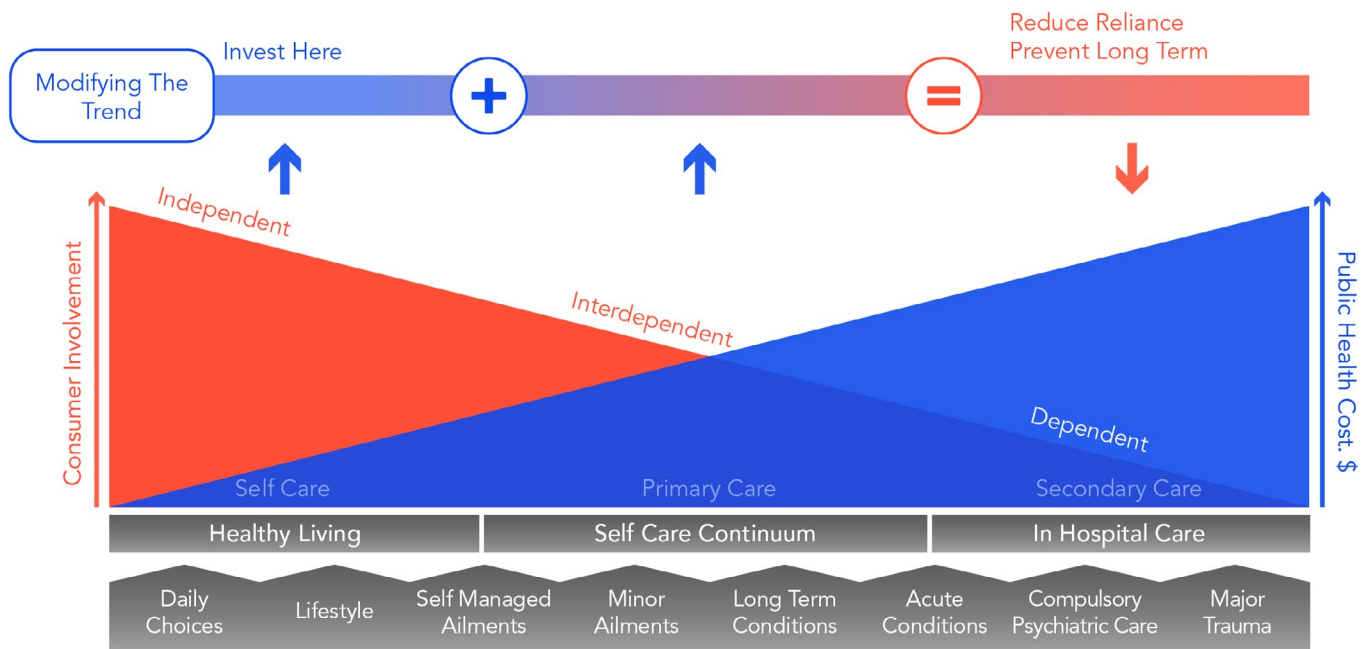 Modifying The
Trend
Invest Here
+
=
Reduce Reliance
Prevent Long Term
Consumer Involvement
Independent
Interdependent
Dependent
Public Health Cost. $
Self Care
Primary Care
Secondary Care
Healthy Living
Self Care Continuum
In Hospital Care
Daily
Choices
Lifestyle
Self Managed
Ailments
Minor
Ailments
Long Term
Conditions
Acute
Conditions
Compulsory
Psychiatric Care
Major
Trauma